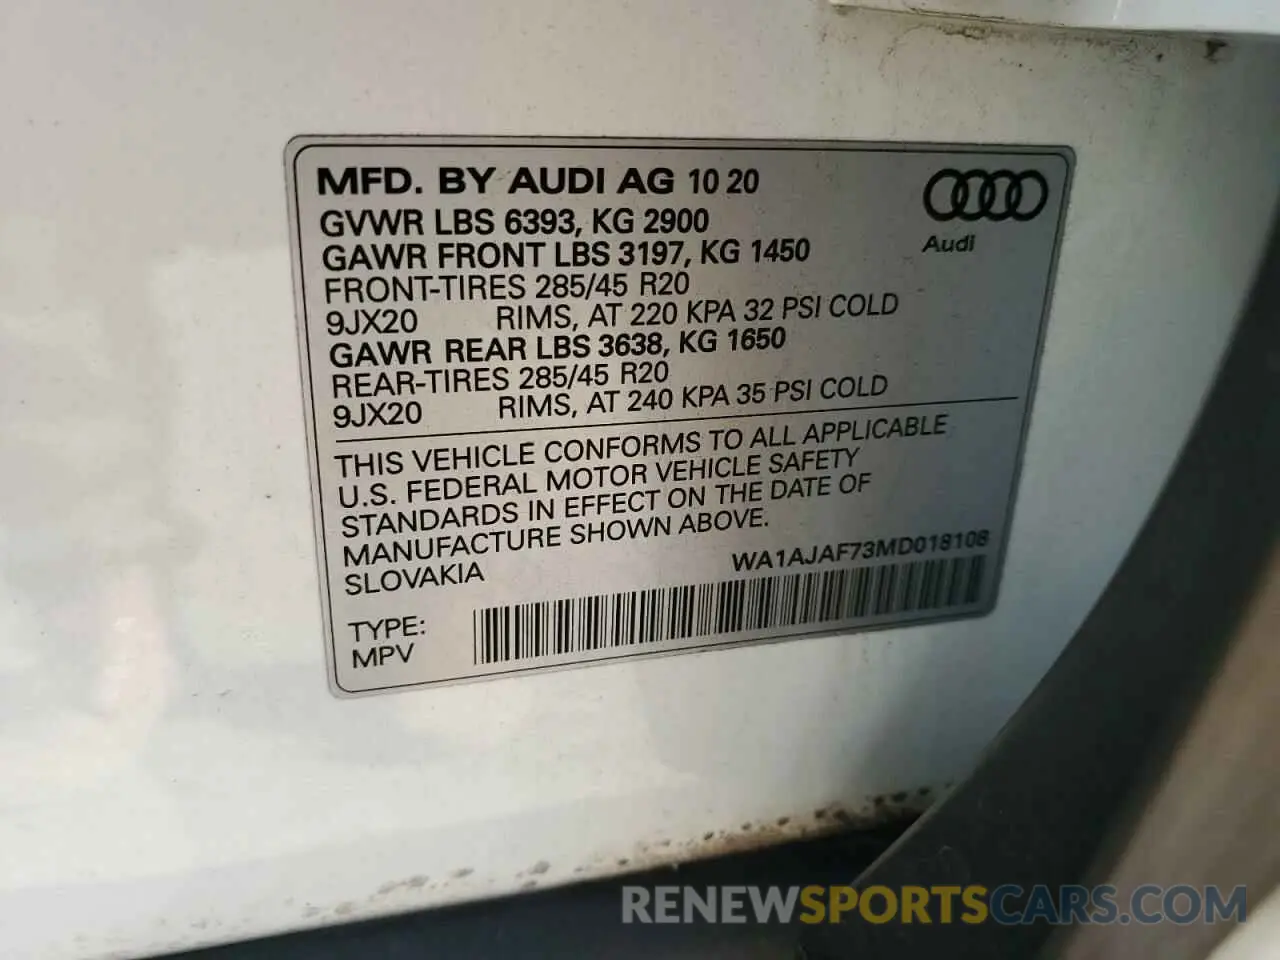 MFD. BY AUDI AG 10 20
GVWR LBS 6393, KG 2900
GAWR FRONT LBS 3197, KG 1450
FRONT-TIRES 285/45 R20
9JX20 RIMS, AT 220 KPA 32 PSI COLD
GAWR REAR LBS 3638, KG 1650
REAR-TIRES 285/45 R20
9JX20 RIMS, AT 240 KPA 35 PSI COLD
Audi
THIS VEHICLE CONFORMS TO ALL APPLICABLE
U.S. FEDERAL MOTOR VEHICLE SAFETY
STANDARDS IN EFFECT ON THE DATE OF
MANUFACTURE SHOWN ABOVE.
SLOVAKIA
WA1AJAF73MD018108
TYPE:
MPV
RENEWSPORTSCARS.COM